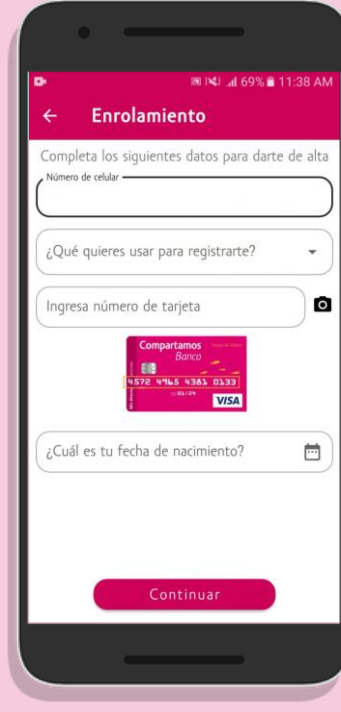 69% 11:38 AM
Enrolamiento
Completa los siguientes datos para darte de alta
Número de celular
¿Qué quieres usar para registrarte?
Ingresa número de tarjeta
Compartamos
Banco
4572 4965 4381 0133
01/24
VISA
¿Cuál es tu fecha de nacimiento?
Continuar